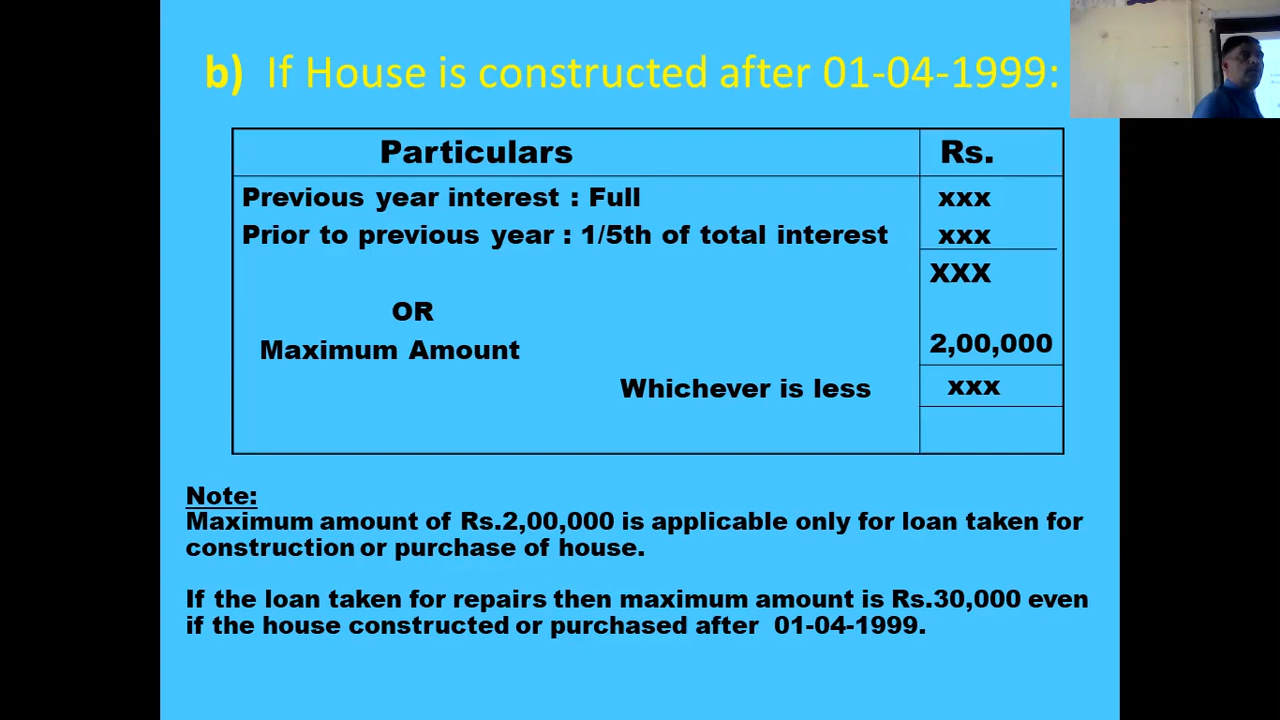 b) If House is constructed after 01-04-1999:
Particulars Rs.
Previous year interest : Full xxx
Prior to previous year : 1/5th of total interest xxx
XXX
OR
Maximum Amount 2,00,000
Whichever is less xxx
Note:
Maximum amount of Rs.2,00,000 is applicable only for loan taken for
construction or purchase of house.
If the loan taken for repairs then maximum amount is Rs.30,000 even
if the house constructed or purchased after 01-04-1999.